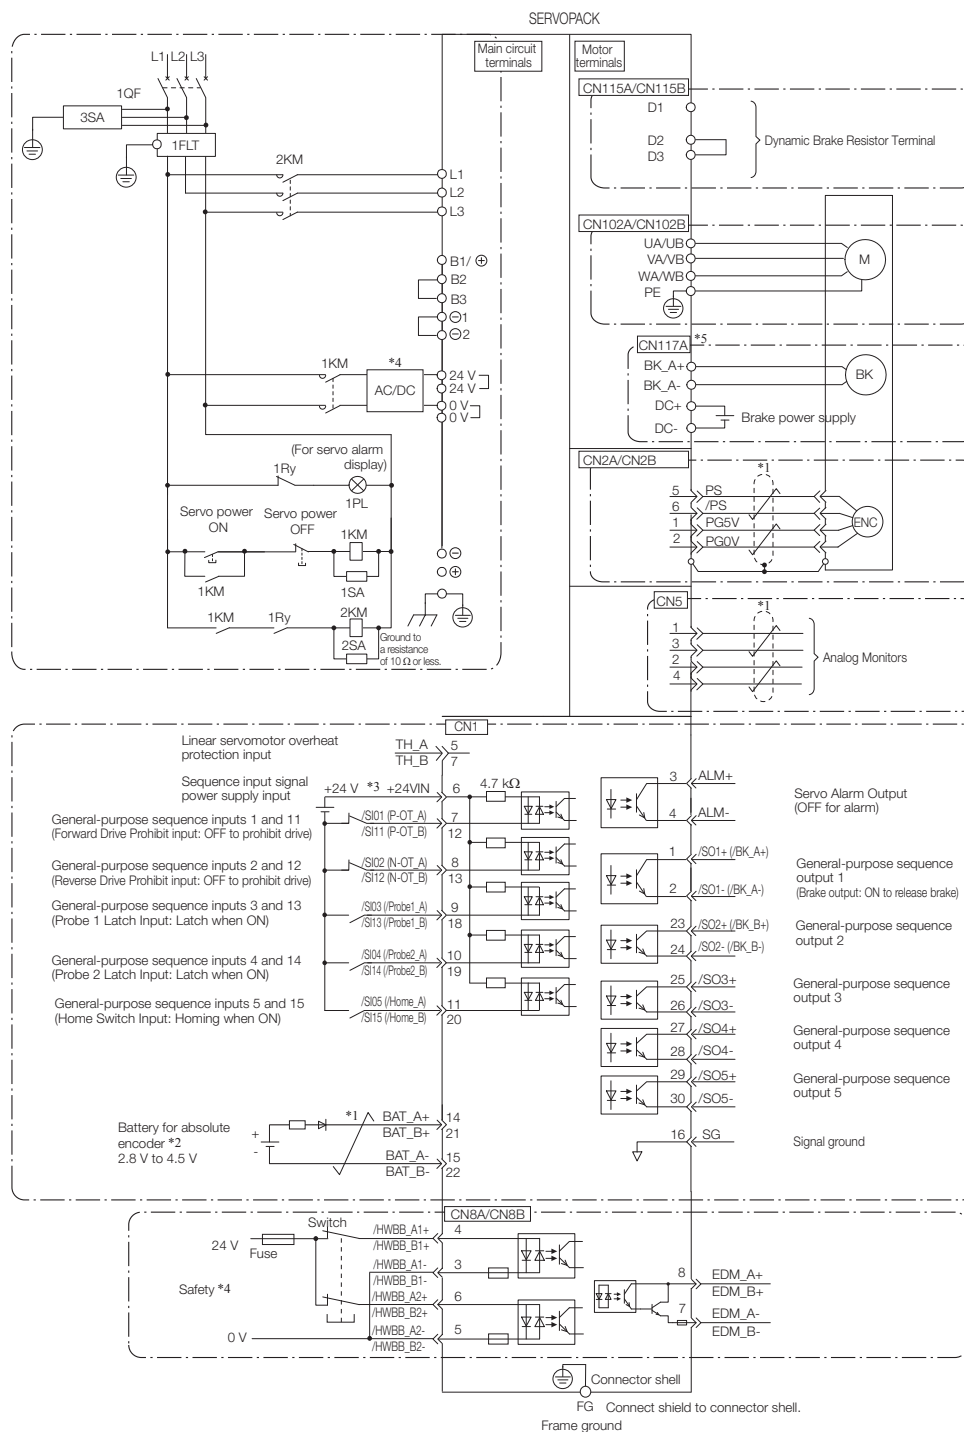 SERVOPACK
Main circuit
terminals
Motor
terminals
L1 L2 L3
1QF
3SA
1FLT
2KM
L1
L2
L3
B1/ ⊕
B2
B3
⊖1
⊖2
1KM
*4
AC/DC
24 V
24 V
0 V
0 V
(For servo alarm
display)
1Ry
1PL
Servo power
ON
Servo power
OFF
1KM
1KM
1SA
⊖
⊕
1KM
1Ry
2KM
2SA
Ground to
a resistance
of 10 Ω or less.
CN115A/CN115B
D1
D2
D3
Dynamic Brake Resistor Terminal
CN102A/CN102B
UA/UB
VA/VB
WA/WB
PE
M
CN117A
*5
BK_A+
BK_A-
BK
DC+
DC-
Brake power supply
CN2A/CN2B
*1
5 PS
6 /PS
1 PG5V
2 PG0V
ENC
CN5
*1
1
3
2
4
Analog Monitors
CN1
Linear servomotor overheat
protection input
TH_A 5
TH_B 7
Sequence input signal
power supply input
+24 V *3 +24VIN 6
4.7 kΩ
General-purpose sequence inputs 1 and 11
(Forward Drive Prohibit input: OFF to prohibit drive)
/SI01 (P-OT_A) 7
/SI11 (P-OT_B) 12
General-purpose sequence inputs 2 and 12
(Reverse Drive Prohibit input: OFF to prohibit drive)
/SI02 (N-OT_A) 8
/SI12 (N-OT_B) 13
General-purpose sequence inputs 3 and 13
(Probe 1 Latch Input: Latch when ON)
/SI03 (/Probe1_A) 9
/SI13 (/Probe1_B) 18
General-purpose sequence inputs 4 and 14
(Probe 2 Latch Input: Latch when ON)
/SI04 (/Probe2_A) 10
/SI14 (/Probe2_B) 19
General-purpose sequence inputs 5 and 15
(Home Switch Input: Homing when ON)
/SI05 (/Home_A) 11
/SI15 (/Home_B) 20
3 ALM+
4 ALM-
Servo Alarm Output
(OFF for alarm)
1 /SO1+ (/BK_A+)
2 /SO1- (/BK_A-)
General-purpose sequence
output 1
(Brake output: ON to release brake)
23 /SO2+ (/BK_B+)
24 /SO2- (/BK_B-)
General-purpose sequence
output 2
25 /SO3+
26 /SO3-
General-purpose sequence
output 3
27 /SO4+
28 /SO4-
General-purpose sequence
output 4
29 /SO5+
30 /SO5-
General-purpose sequence
output 5
16 SG
Signal ground
Battery for absolute
encoder *2
2.8 V to 4.5 V
+
-
*1
BAT_A+ 14
BAT_B+ 21
BAT_A- 15
BAT_B- 22
CN8A/CN8B
Switch
24 V
Fuse
Safety *4
0 V
/HWBB_A1+ 4
/HWBB_B1+
/HWBB_A1- 3
/HWBB_B1-
/HWBB_A2+ 6
/HWBB_B2+
/HWBB_A2- 5
/HWBB_B2-
8 EDM_A+
EDM_B+
7 EDM_A-
EDM_B-
Connector shell
FG Connect shield to connector shell.
Frame ground